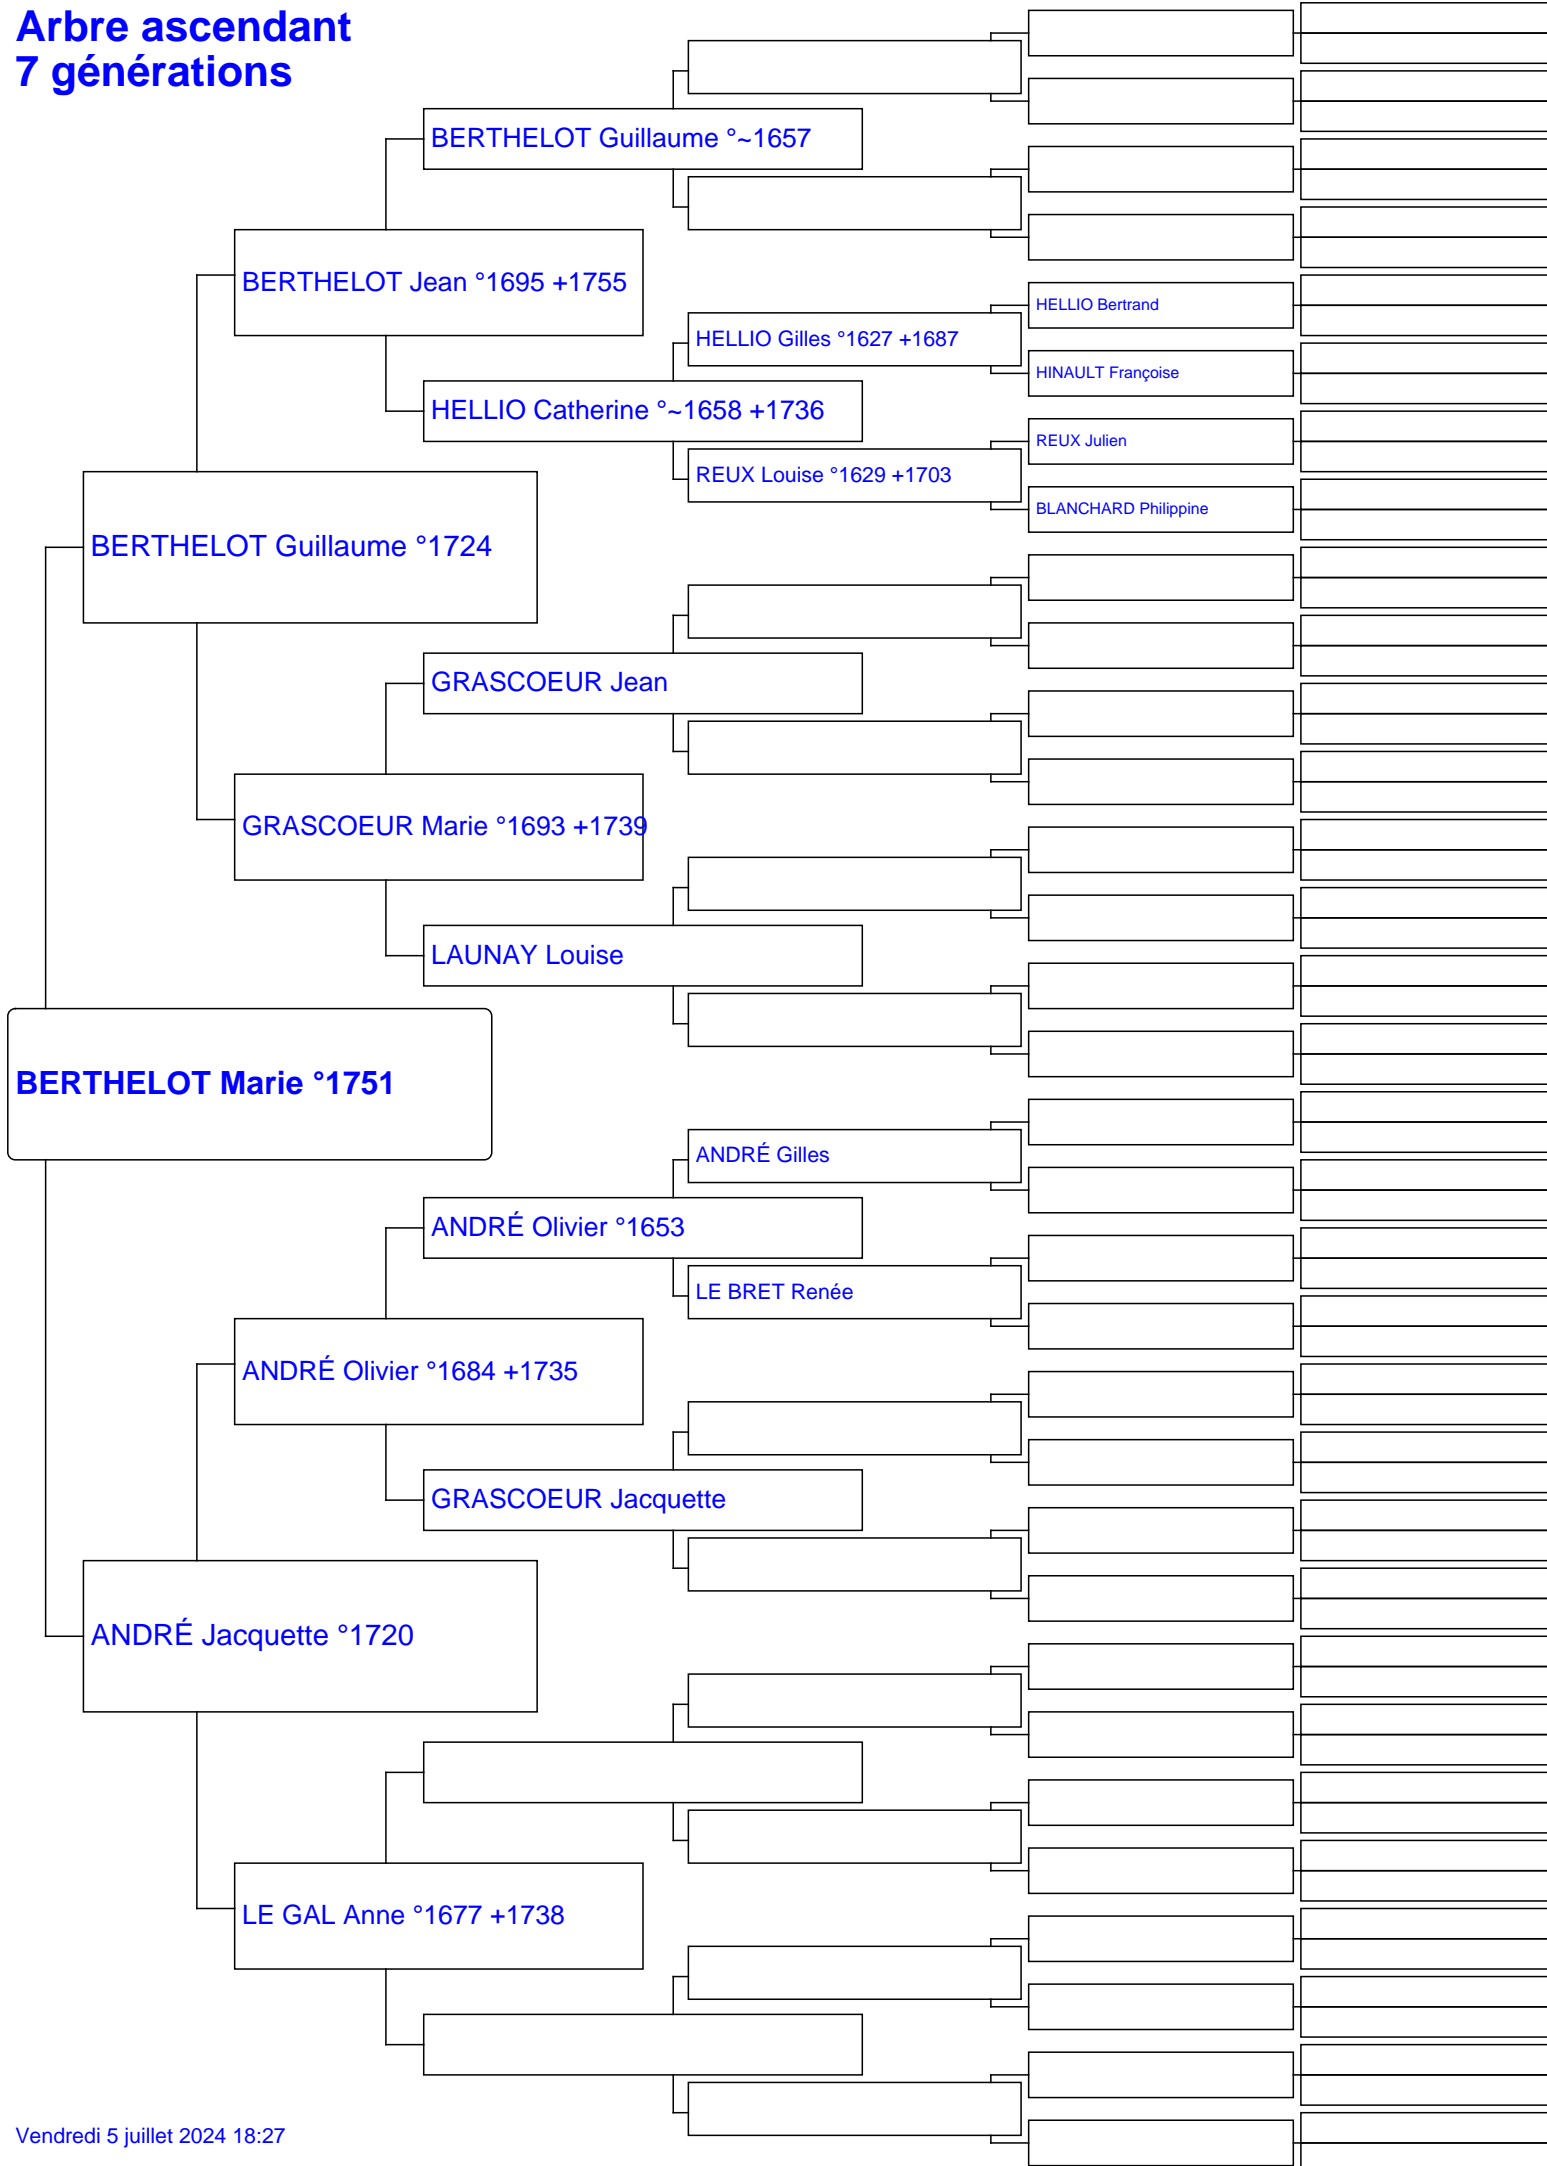 Arbre ascendant
7 générations
BERTHELOT Guillaume °~1657
BERTHELOT Jean °1695 +1755
HELLIO Bertrand
HELLIO Gilles °1627 +1687
HINAULT Françoise
HELLIO Catherine °~1658 +1736
REUX Julien
REUX Louise °1629 +1703
BLANCHARD Philippine
BERTHELOT Guillaume °1724
GRASCOEUR Jean
GRASCOEUR Marie °1693 +1739
LAUNAY Louise
BERTHELOT Marie °1751
ANDRÉ Gilles
ANDRÉ Olivier °1653
LE BRET Renée
ANDRÉ Olivier °1684 +1735
GRASCOEUR Jacquette
ANDRÉ Jacquette °1720
LE GAL Anne °1677 +1738
Vendredi 5 juillet 2024 18:27